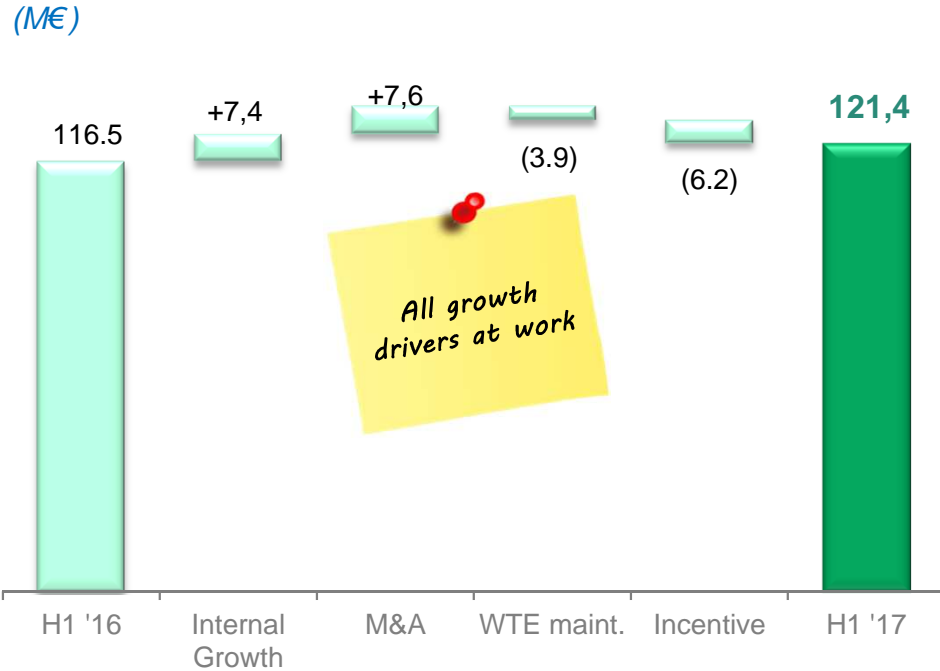 (M€)
116.5
+7,4
+7,6
(3.9)
(6.2)
121,4
All growth
drivers at work
H1 '16
Internal
Growth
M&A
WTE maint.
Incentive
H1 '17